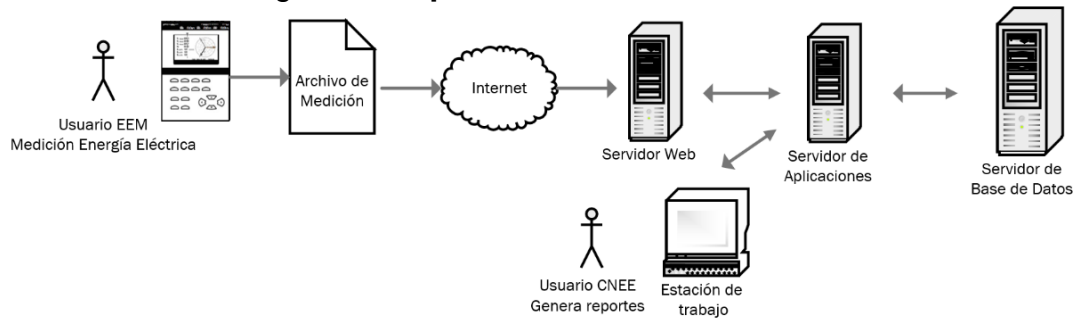 Usuario EEM
Medición Energía Eléctrica
Archivo de
Medición
Internet
Servidor Web
Servidor de
Aplicaciones
Servidor de
Base de Datos
Usuario CNEE
Genera reportes
Estación de
trabajo